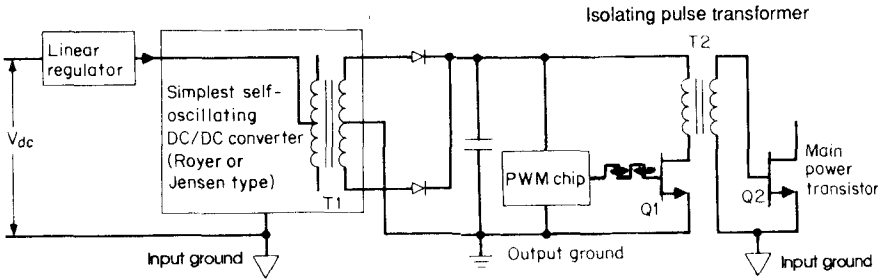 Isolating pulse transformer
T2
Linear
regulator
Simplest self-
oscillating
DC/DC converter
(Royer or
Jensen type)
T1
Vdc
PWM chip
Q1
Q2
Main
power
transistor
Input ground
Output ground
Input ground